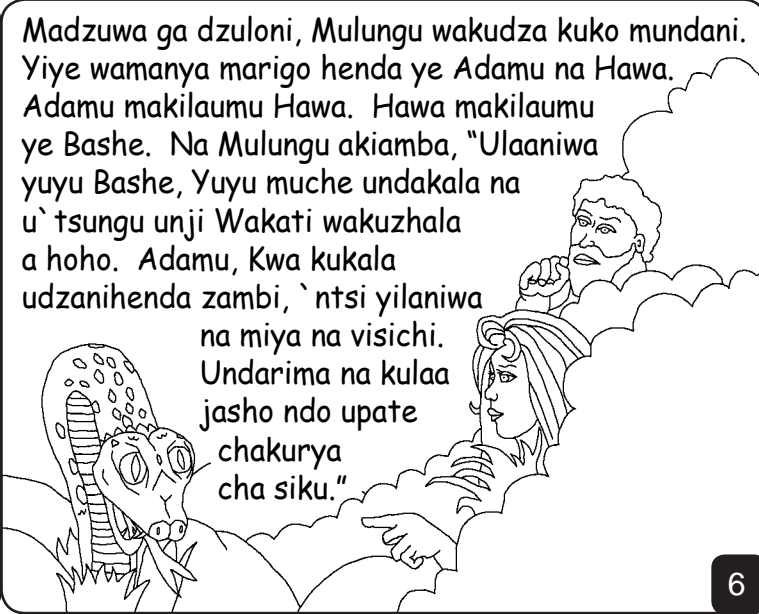 Madzuwa ga dzuloni, Mulungu wakudza kuko mundani.
Yiye wamanya marigo henda ye Adamu na Hawa.
Adamu makilaumu Hawa. Hawa makilaumu
ye Bashe. Na Mulungu akiamba, “Ulaaniwa
yuyu Bashe, Yuyu muche undakala na
u`tsungu unji Wakati wakuzhala
a hoho. Adamu, Kwa kukala
udzanihenda zambi, `ntsi yilaniwa
na miya na visichi.
Undarima na kulaa
jasho ndo upate
chakurya
cha siku.”
6